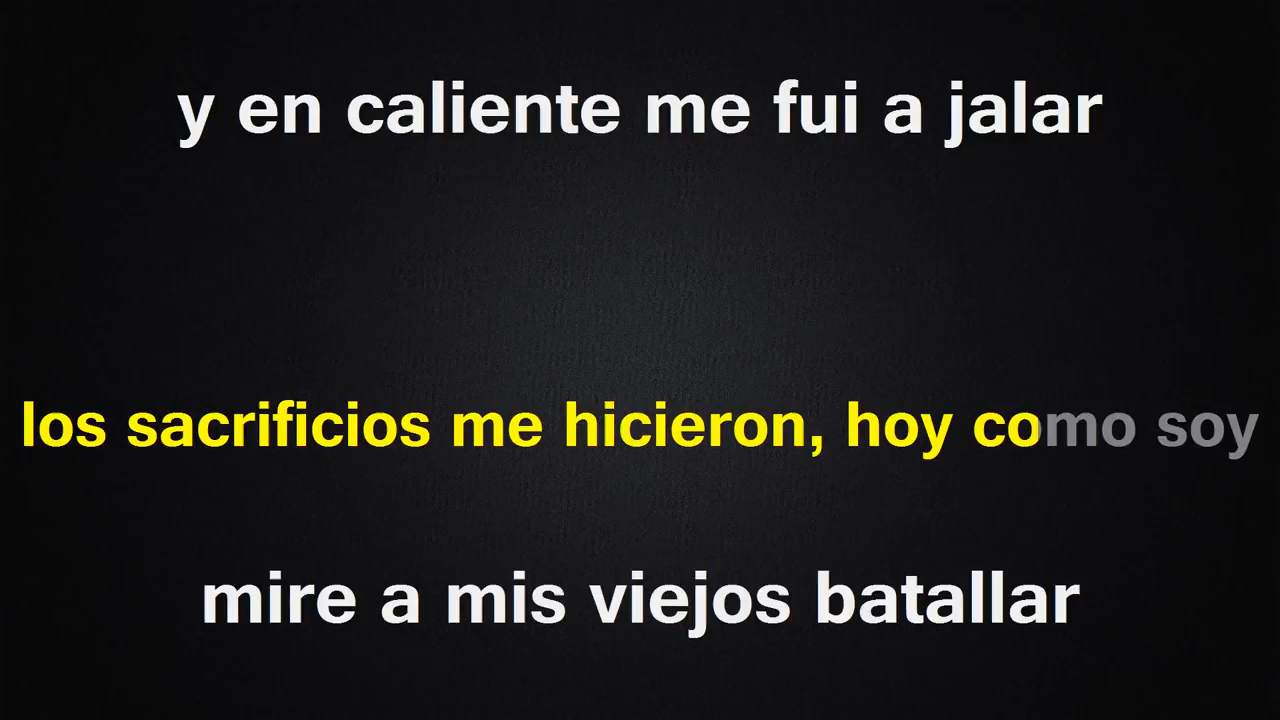 y en caliente me fui a jalar
los sacrificios me hicieron, hoy como soy
mire a mis viejos batallar